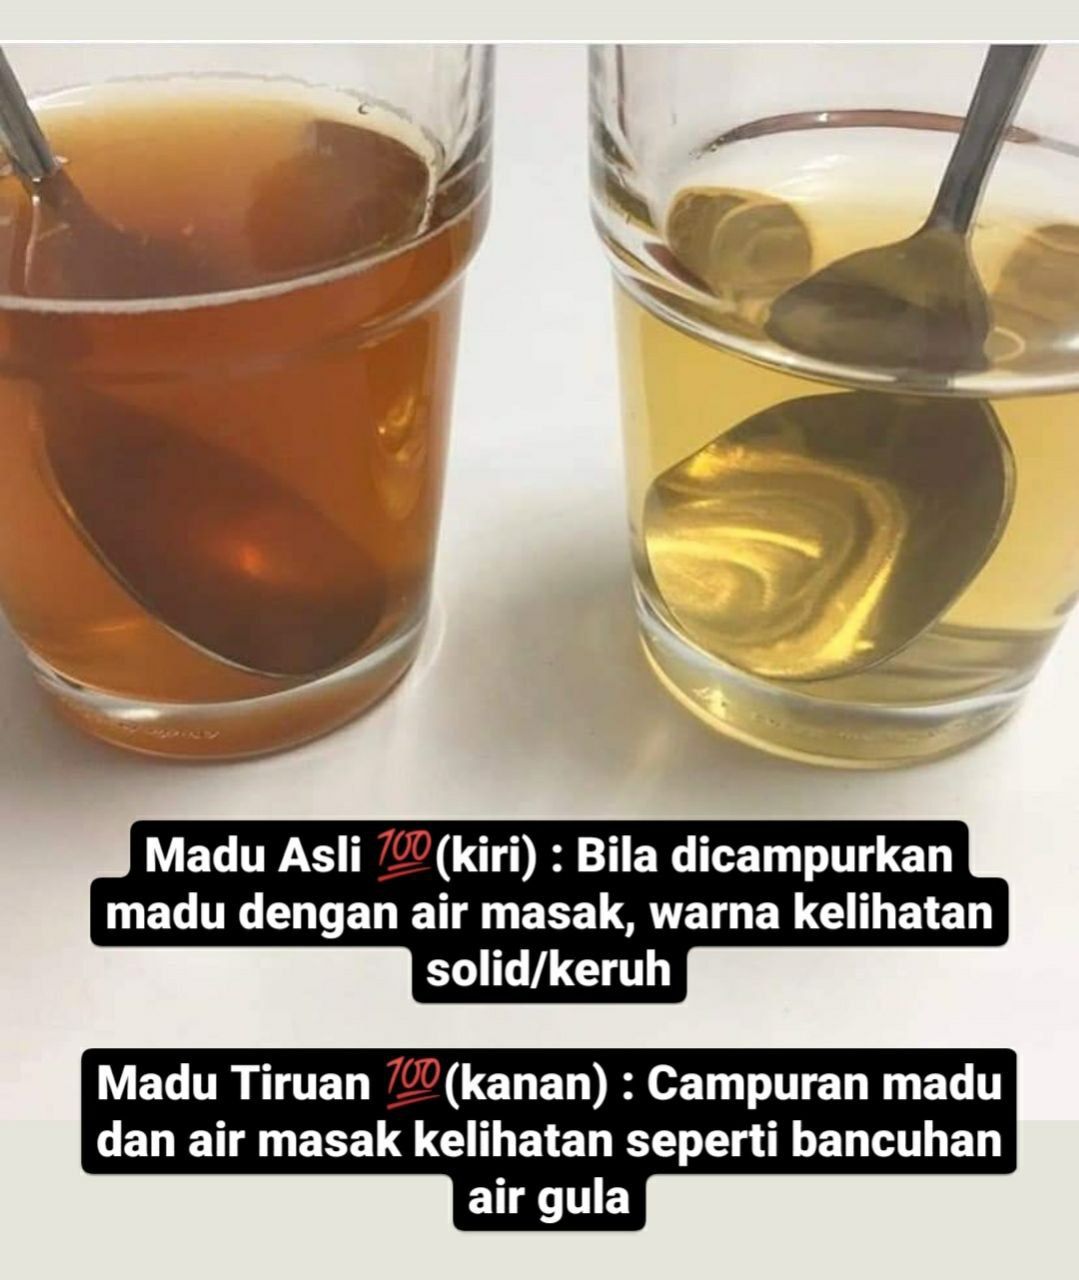 Madu Asli 💯(kiri) : Bila dicampurkan
madu dengan air masak, warna kelihatan
solid/keruh
Madu Tiruan 💯(kanan) : Campuran madu
dan air masak kelihatan seperti bancuhan
air gula